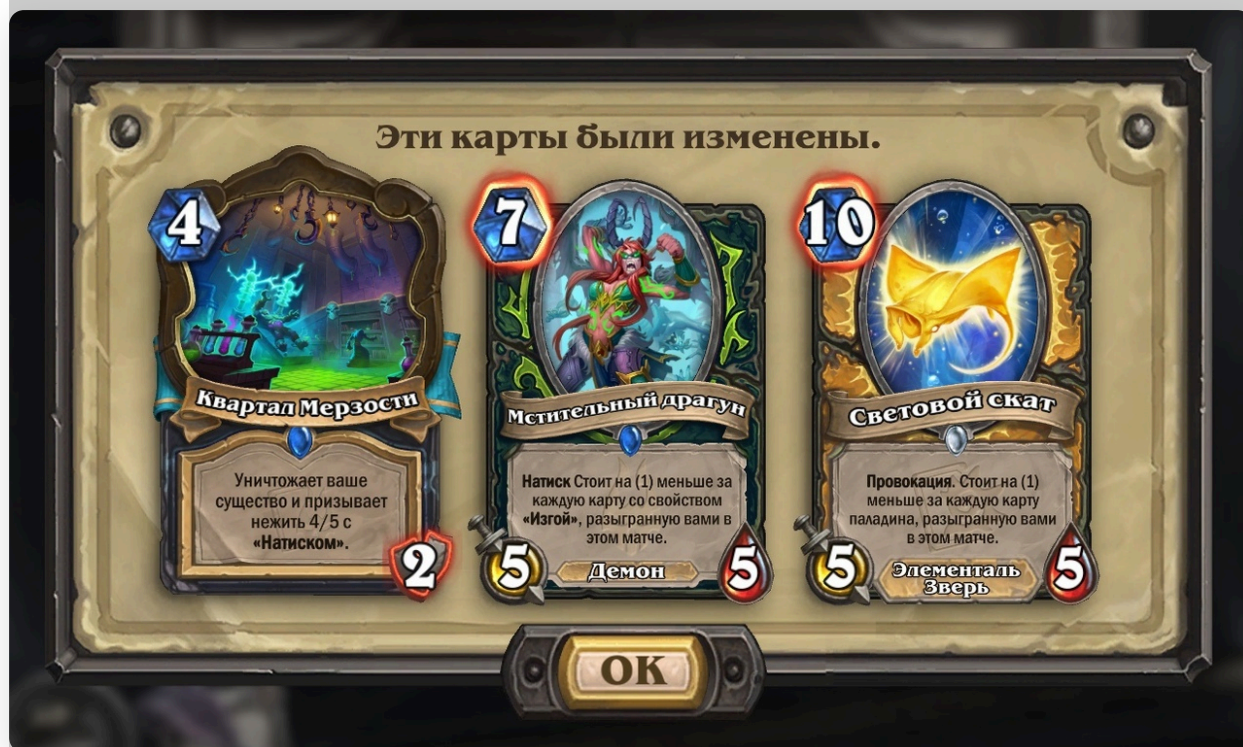 Эти карты были изменены.
4
Квартал Мерзости
Уничтожает ваше
существо и призывает
нежить 4/5 с
«Натиском».
2
7
Мстительный драгун
Натиск Стоит на (1) меньше за
каждую карту со свойством
«Изгой», разыгранную вами в
этом матче.
5
Демон
5
10
Световой скат
Провокация. Стоит на (1)
меньше за каждую карту
паладина, разыгранную вами
в этом матче.
5
Элементаль
Зверь
5
ОК